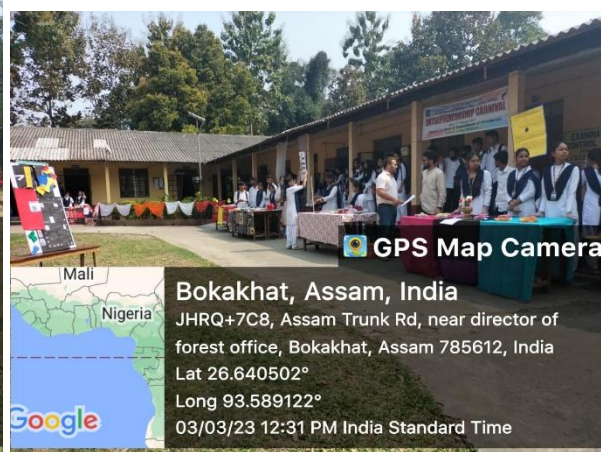 ENTREPRENEURSHIP CARNIVAL
GPS Map Camera
Mali
Nigeria
Google
Bokakhat, Assam, India
JHRQ+7C8, Assam Trunk Rd, near director of
forest office, Bokakhat, Assam 785612, India
Lat 26.640502°
Long 93.589122°
03/03/23 12:31 PM India Standard Time